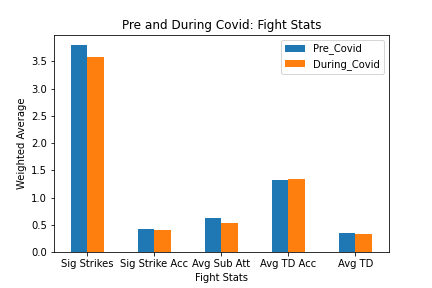 Pre and During Covid: Fight Stats
Pre_Covid
During_Covid
Weighted Average
3.5
3.0
2.5
2.0
1.5
1.0
0.5
0.0
Sig Strikes Sig Strike Acc Avg Sub Att Avg TD Acc Avg TD
Fight Stats